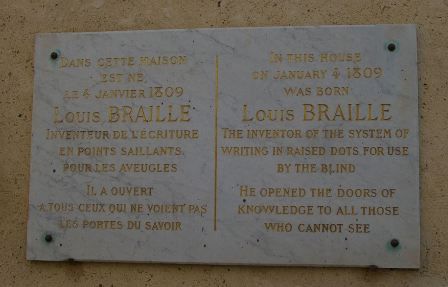 DANS CETTE MAISON
EST NÉ
LE 4 JANVIER 1809
LOUIS BRAILLE
INVENTEUR DE L'ÉCRITURE
EN POINTS SAILLANTS
POUR LES AVEUGLES
IL A OUVERT
A TOUS CEUX QUI NE VOIENT PAS
LES PORTES DU SAVOIR
IN THIS HOUSE
ON JANUARY 4, 1809
WAS BORN
LOUIS BRAILLE
THE INVENTOR OF THE SYSTEM OF
WRITING IN RAISED DOTS FOR USE
BY THE BLIND
HE OPENED THE DOORS OF
KNOWLEDGE TO ALL THOSE
WHO CANNOT SEE